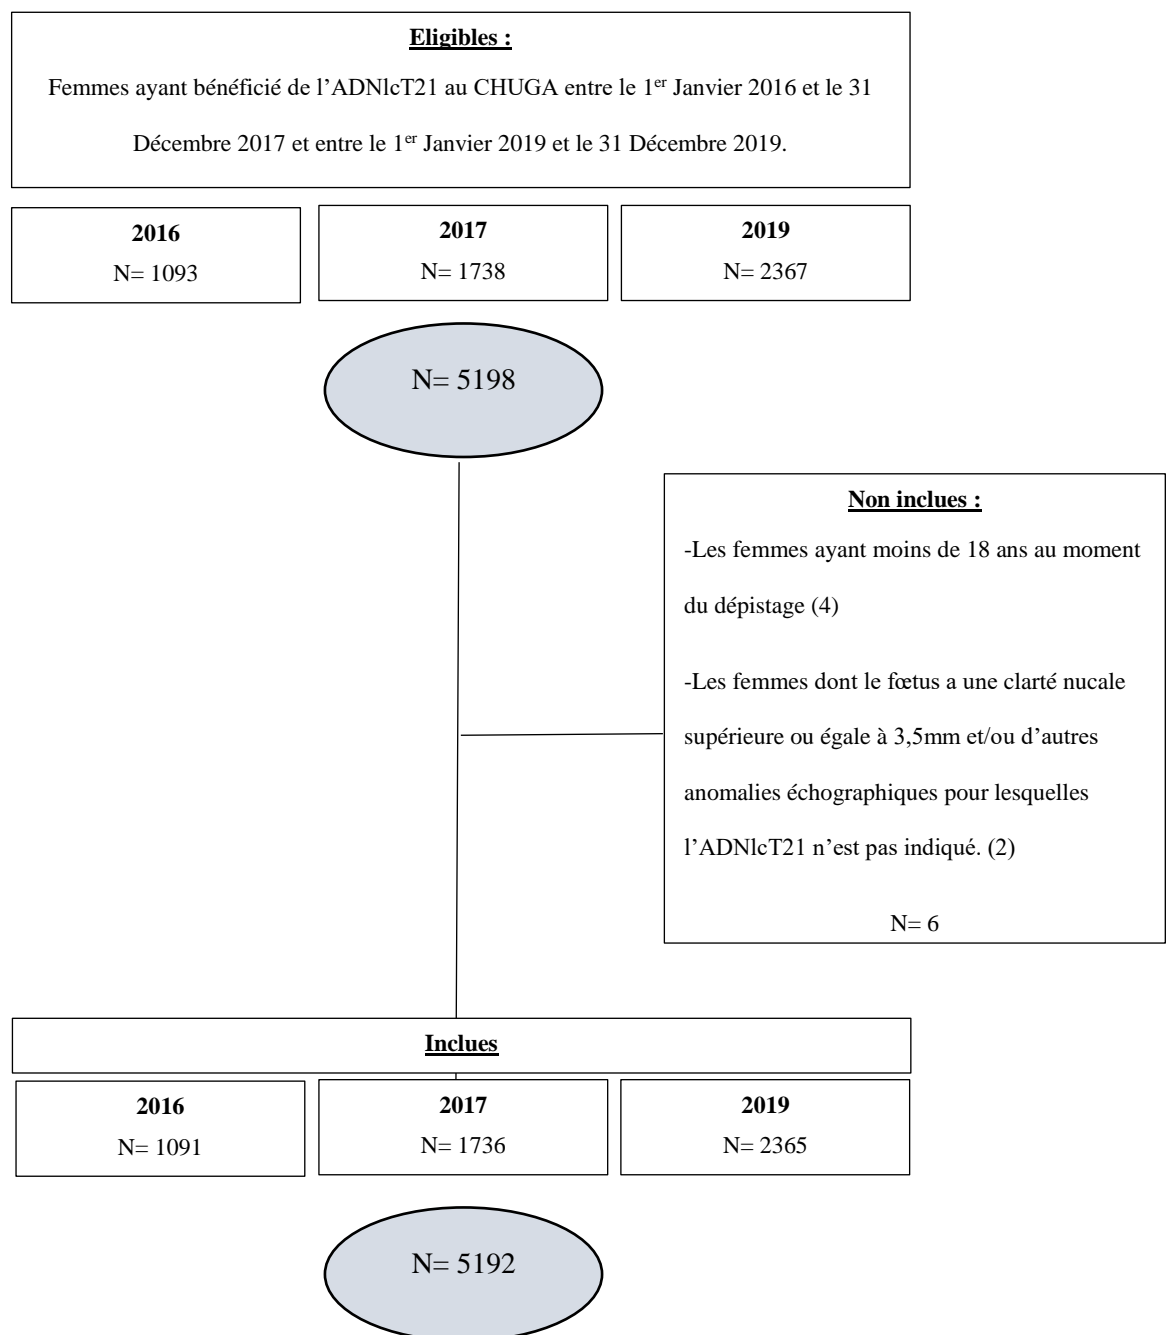 Eligibles :
Femmes ayant bénéficié de l’ADNlcT21 au CHUGA entre le 1er Janvier 2016 et le 31
Décembre 2017 et entre le 1er Janvier 2019 et le 31 Décembre 2019.
2016
N= 1093
2017
N= 1738
2019
N= 2367
N= 5198
Non inclues :
-Les femmes ayant moins de 18 ans au moment
du dépistage (4)
-Les femmes dont le fœtus a une clarté nucale
supérieure ou égale à 3,5mm et/ou d’autres
anomalies échographiques pour lesquelles
l’ADNlcT21 n’est pas indiqué. (2)
N= 6
Inclues
2016
N= 1091
2017
N= 1736
2019
N= 2365
N= 5192